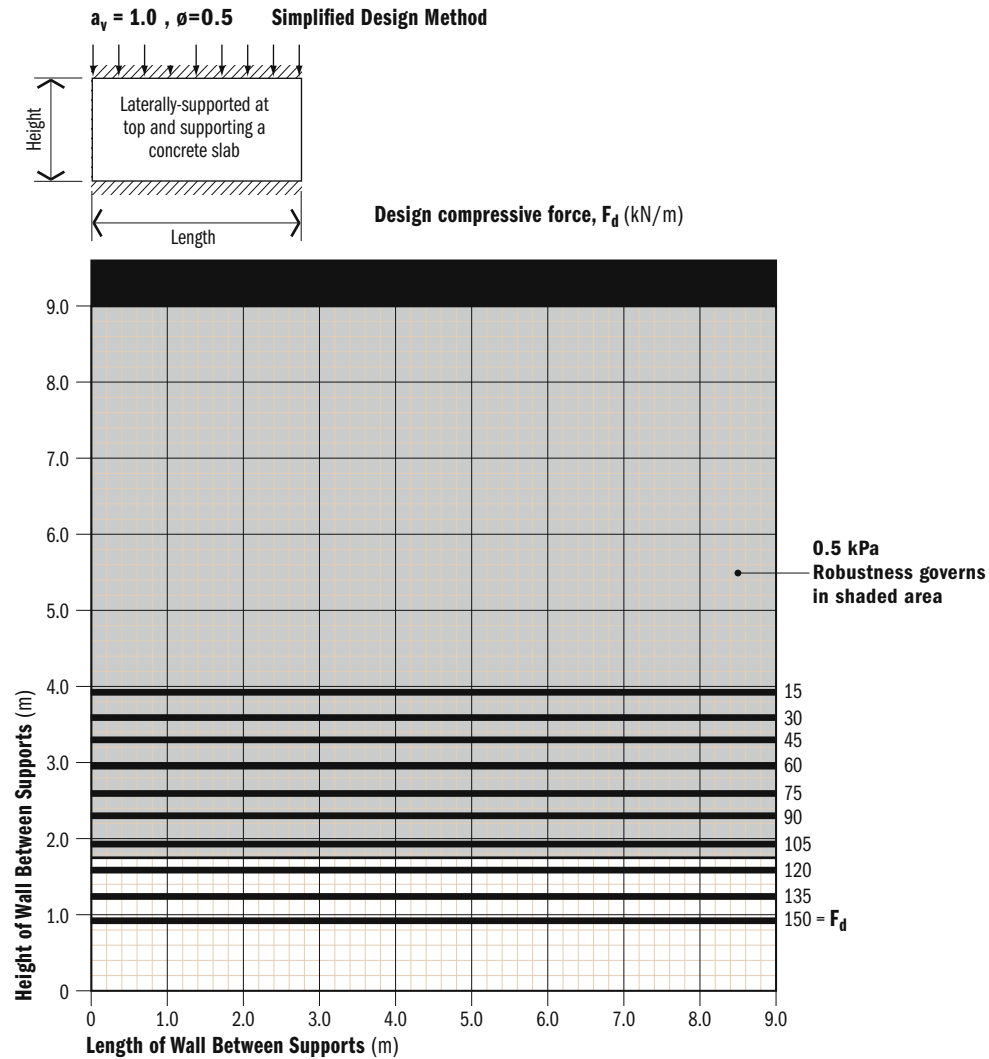 a_v = 1.0 , ø=0.5 Simplified Design Method
Height
Laterally-supported at
top and supporting a
concrete slab
Length
Design compressive force, F_d (kN/m)
9.0
8.0
7.0
6.0
5.0
4.0
3.0
2.0
1.0
0
Height of Wall Between Supports (m)
0.5 kPa
Robustness governs
in shaded area
15
30
45
60
75
90
105
120
135
150 = F_d
0 1.0 2.0 3.0 4.0 5.0 6.0 7.0 8.0 9.0
Length of Wall Between Supports (m)